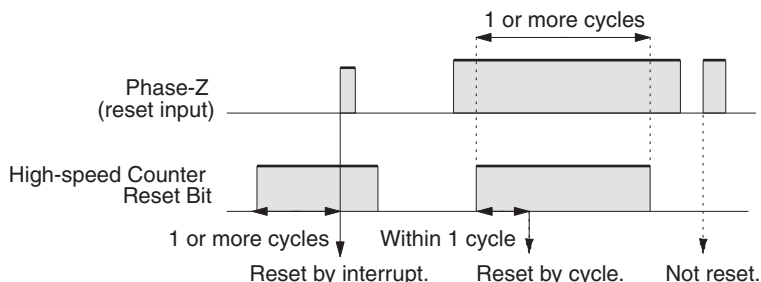 1 or more cycles
Phase-Z
(reset input)
High-speed Counter
Reset Bit
1 or more cycles
Within 1 cycle
Reset by interrupt.
Reset by cycle.
Not reset.